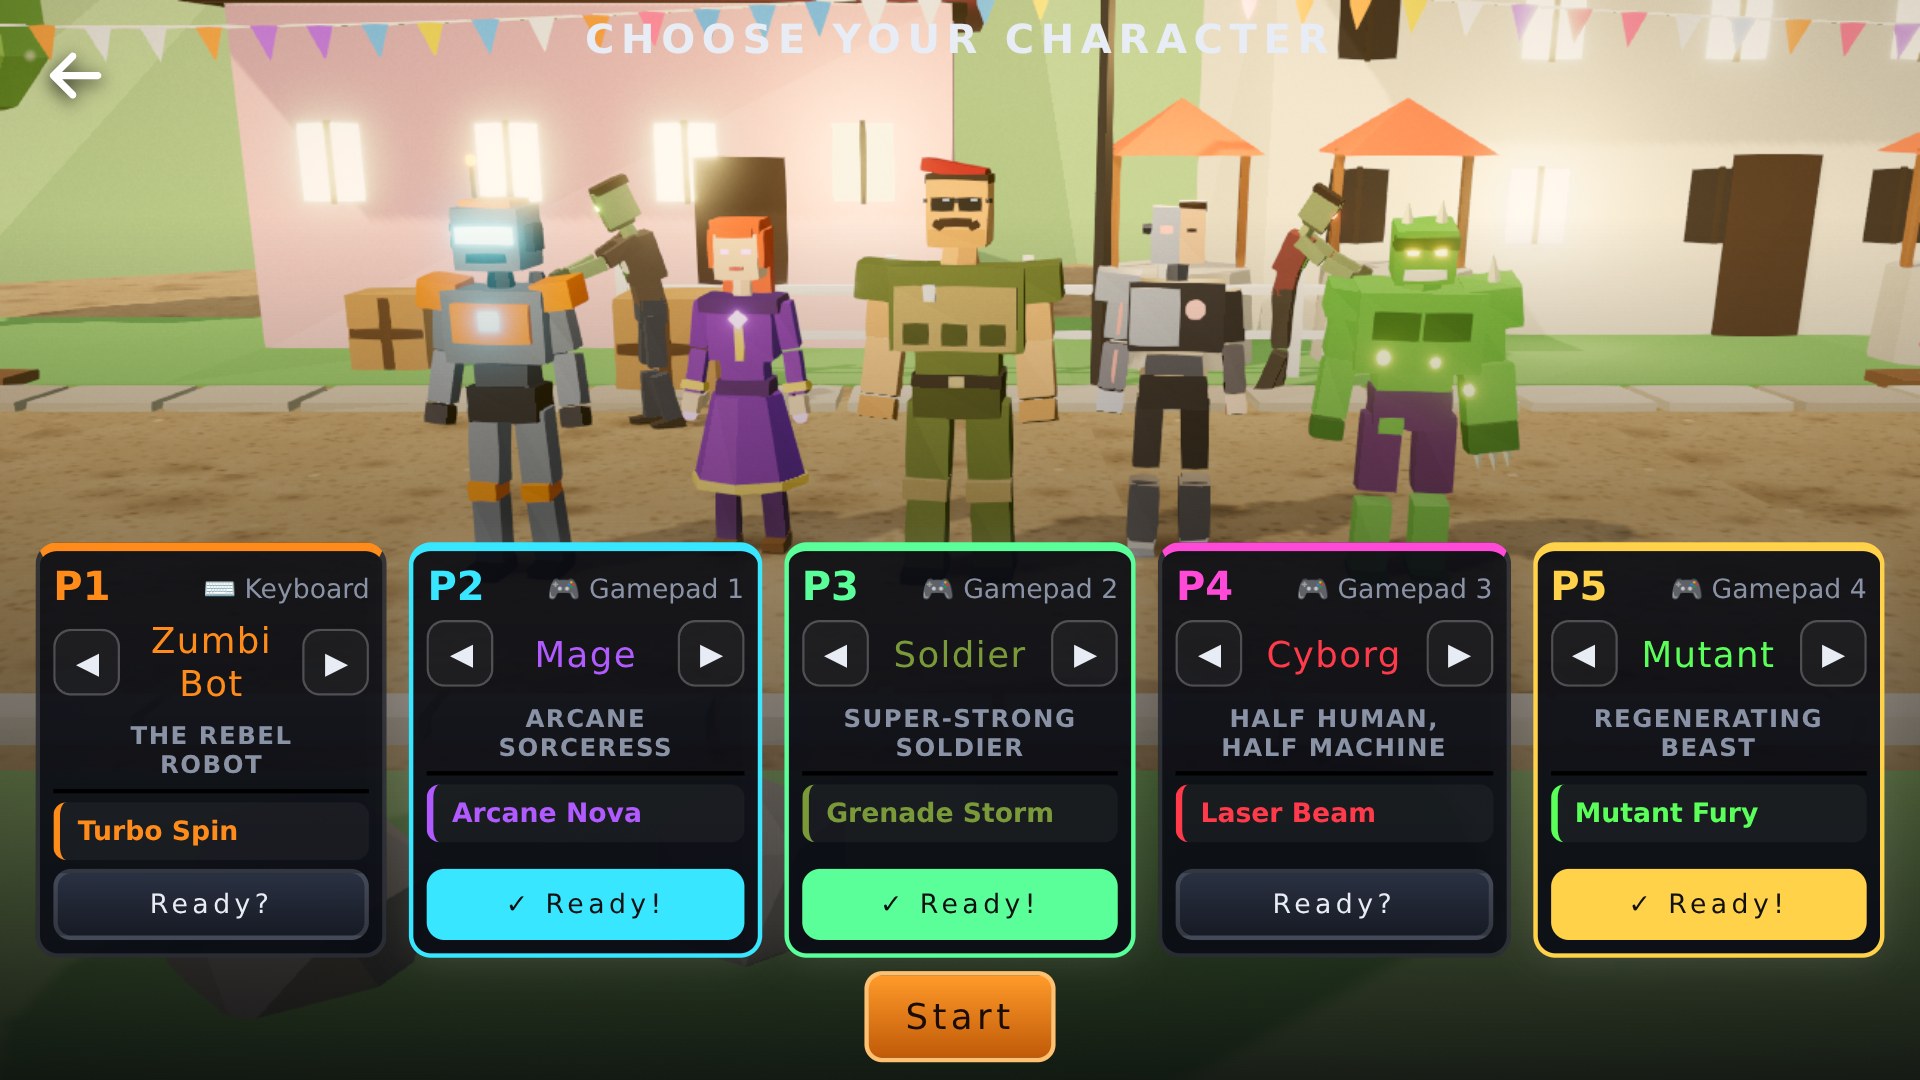 CHOOSE YOUR CHARACTER
P1 ⌨️ Keyboard
◀ Zumbi Bot ▶
THE REBEL
ROBOT
Turbo Spin
Ready?
P2 🎮 Gamepad 1
◀ Mage ▶
ARCANE
SORCERESS
Arcane Nova
✓ Ready!
P3 🎮 Gamepad 2
◀ Soldier ▶
SUPER-STRONG
SOLDIER
Grenade Storm
✓ Ready!
P4 🎮 Gamepad 3
◀ Cyborg ▶
HALF HUMAN,
HALF MACHINE
Laser Beam
Ready?
P5 🎮 Gamepad 4
◀ Mutant ▶
REGENERATING
BEAST
Mutant Fury
✓ Ready!
Start